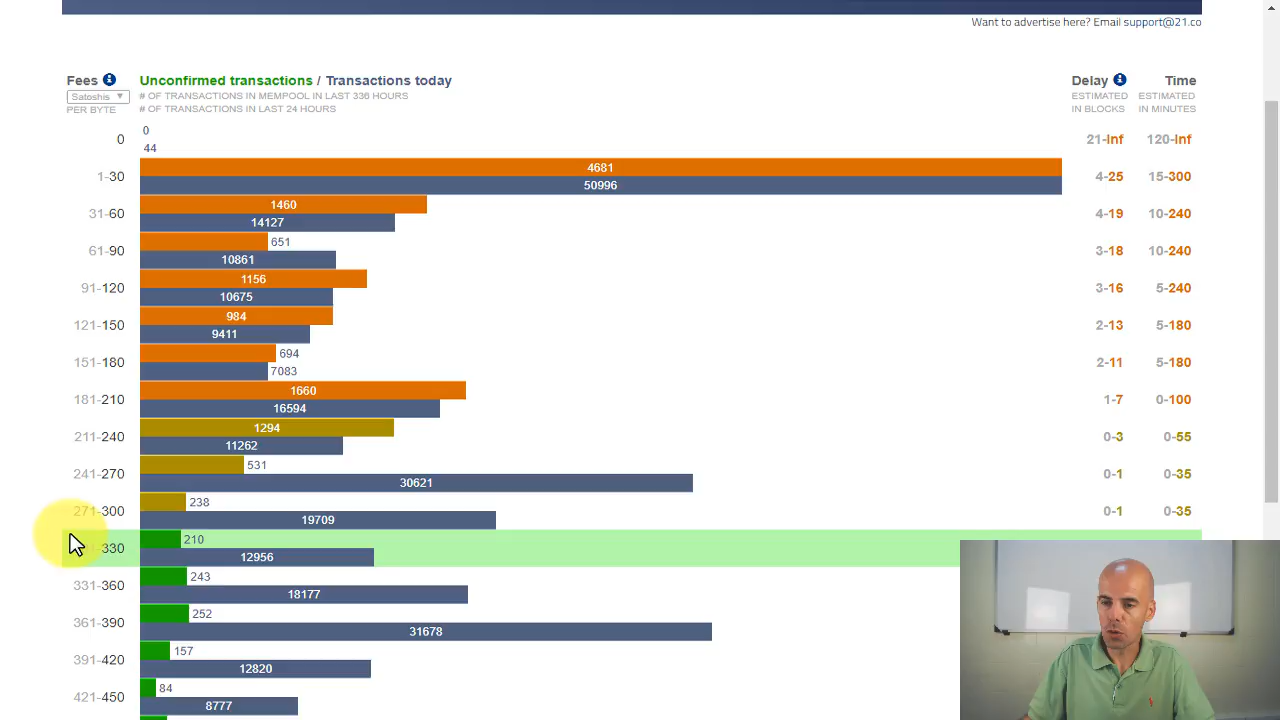 Want to advertise here? Email support@21.co
Fees Unconfirmed transactions / Transactions today Delay Time
Satoshis # OF TRANSACTIONS IN MEMPOOL IN LAST 336 HOURS ESTIMATED ESTIMATED
PER BYTE # OF TRANSACTIONS IN LAST 24 HOURS IN BLOCKS IN MINUTES
0 0 44 21-Inf 120-Inf
1-30 4681 50996 4-25 15-300
31-60 1460 14127 4-19 10-240
61-90 651 10861 3-18 10-240
91-120 1156 10675 3-16 5-240
121-150 984 9411 2-13 5-180
151-180 694 7083 2-11 5-180
181-210 1660 16594 1-7 0-100
211-240 1294 11262 0-3 0-55
241-270 531 30621 0-1 0-35
271-300 238 19709 0-1 0-35
330 210 12956
331-360 243 18177
361-390 252 31678
391-420 157 12820
421-450 84 8777